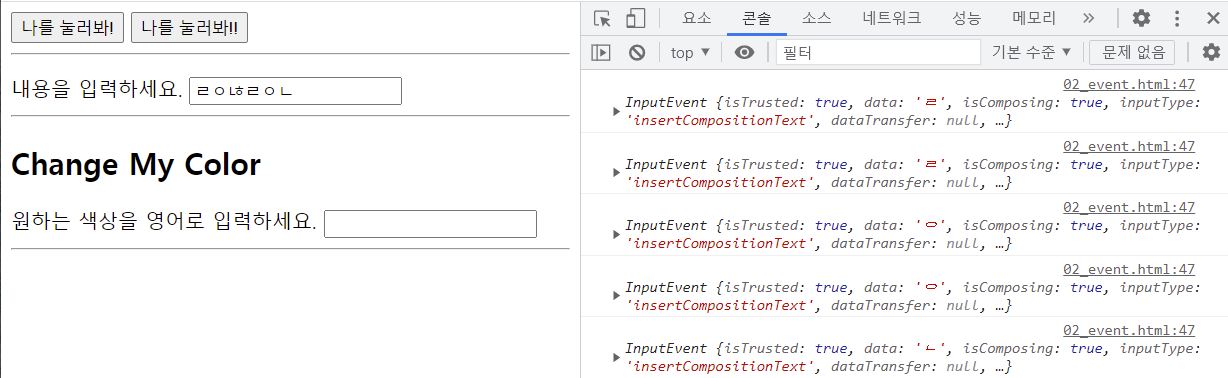 나를 눌러봐! 나를 눌러봐!!
내용을 입력하세요. ㄹㅇㄶㄹㅇㄴ
Change My Color
원하는 색상을 영어로 입력하세요.
요소 콘솔 소스 네트워크 성능 메모리 »
top ▼ 필터 기본 수준 ▼ 문제 없음
02_event.html:47
InputEvent {isTrusted: true, data: 'ㄹ', isComposing: true, inputType:
'insertCompositionText', dataTransfer: null, …}
02_event.html:47
InputEvent {isTrusted: true, data: 'ㄹ', isComposing: true, inputType:
'insertCompositionText', dataTransfer: null, …}
02_event.html:47
InputEvent {isTrusted: true, data: 'ㅇ', isComposing: true, inputType:
'insertCompositionText', dataTransfer: null, …}
02_event.html:47
InputEvent {isTrusted: true, data: 'ㅇ', isComposing: true, inputType:
'insertCompositionText', dataTransfer: null, …}
02_event.html:47
InputEvent {isTrusted: true, data: 'ㄴ', isComposing: true, inputType:
'insertCompositionText', dataTransfer: null, …}